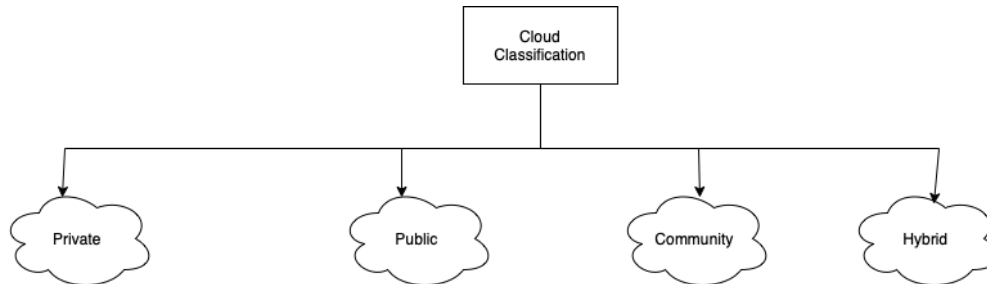 Cloud
Classification
Private
Public
Community
Hybrid